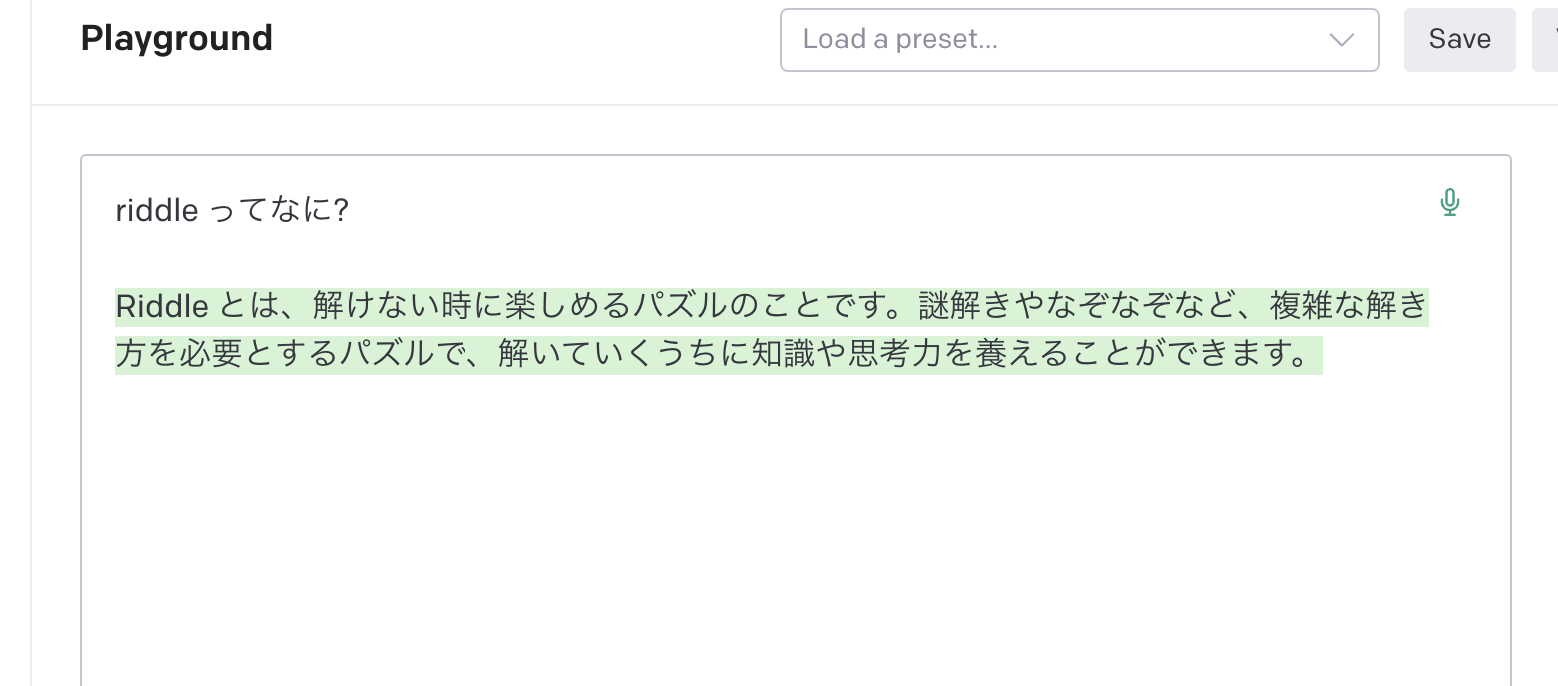 Playground
Load a preset...
Save
riddle ってなに?
Riddle とは、解けない時に楽しめるパズルのことです。謎解きやなぞなぞなど、複雑な解き
方を必要とするパズルで、解いていくうちに知識や思考力を養えることができます。